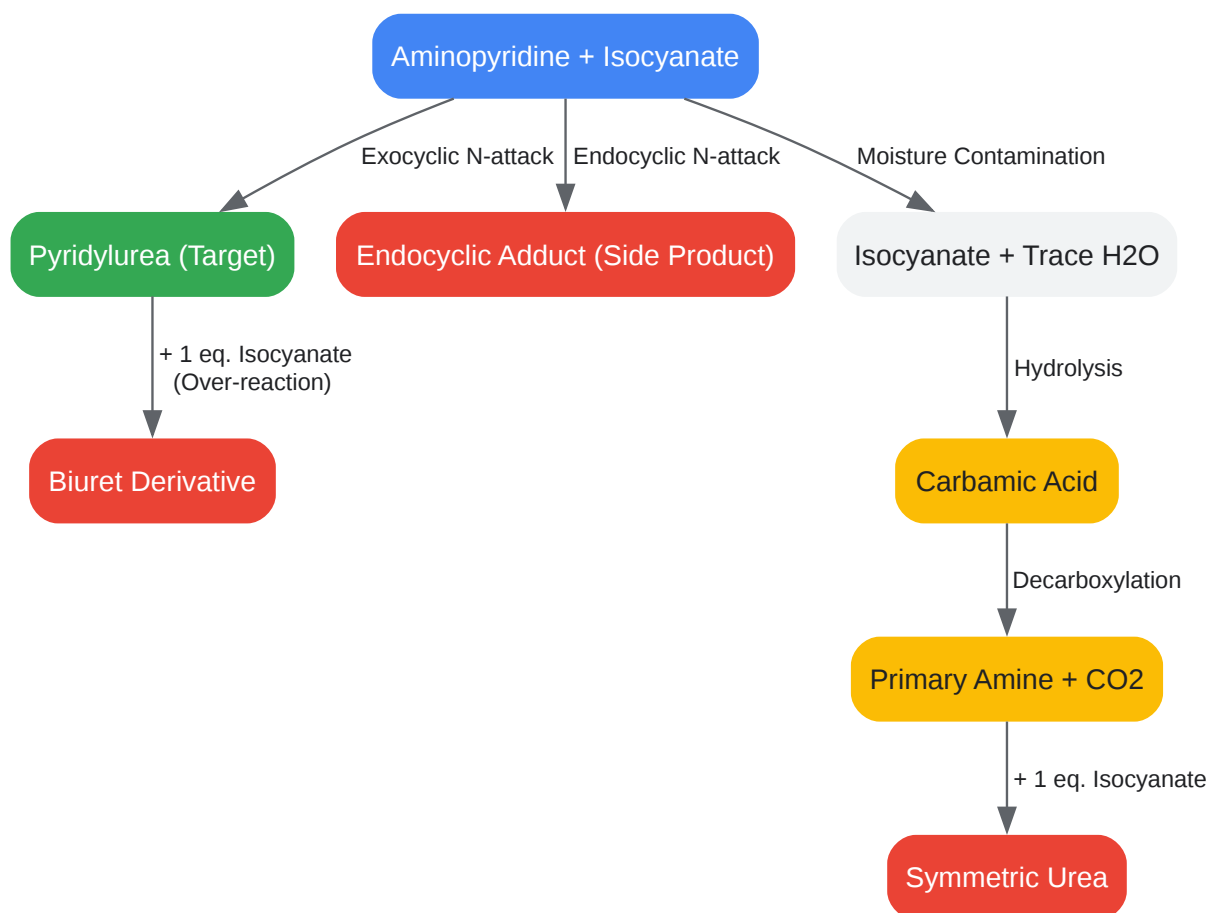 Aminopyridine + Isocyanate
Exocyclic N-attack
Endocyclic N-attack
Moisture Contamination
Pyridylurea (Target)
Endocyclic Adduct (Side Product)
Isocyanate + Trace H2O
+ 1 eq. Isocyanate
(Over-reaction)
Hydrolysis
Biuret Derivative
Carbamic Acid
Decarboxylation
Primary Amine + CO2
+ 1 eq. Isocyanate
Symmetric Urea